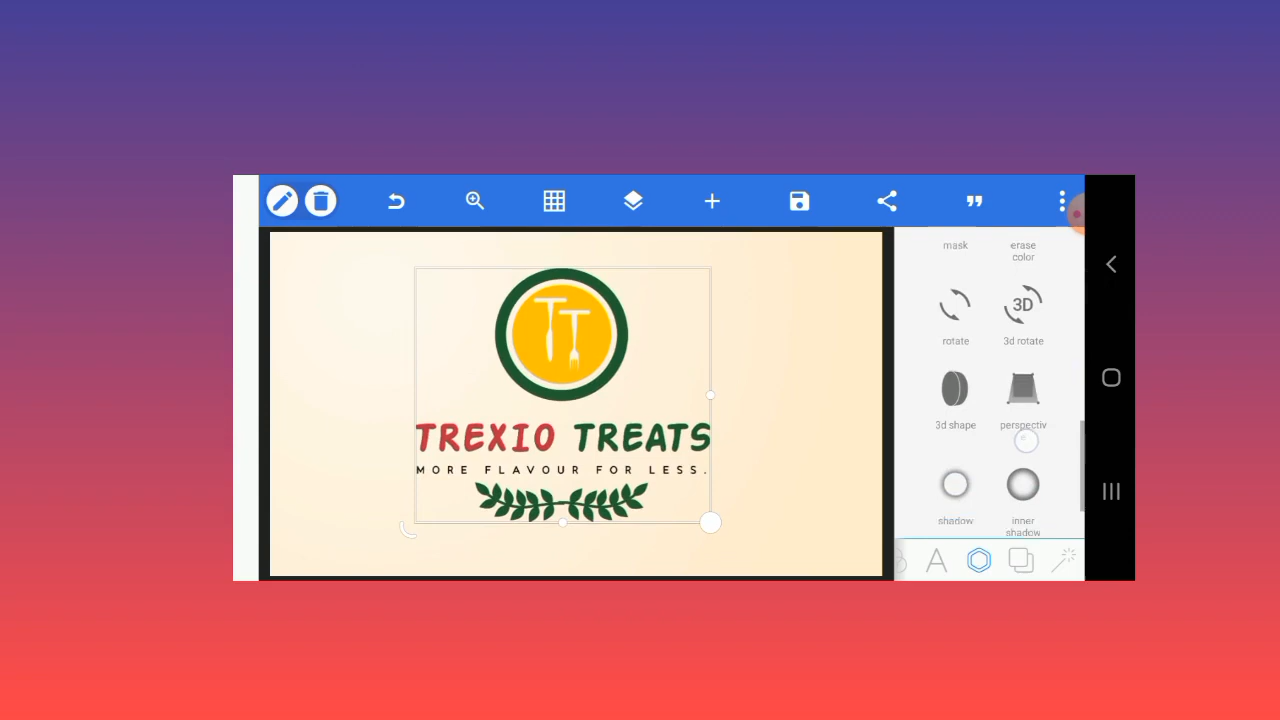 mask
erase
color
TT
TREXIO TREATS
MORE FLAVOUR FOR LESS.
rotate
3D
3d rotate
3d shape
perspectiv
shadow
inner
shadow
A